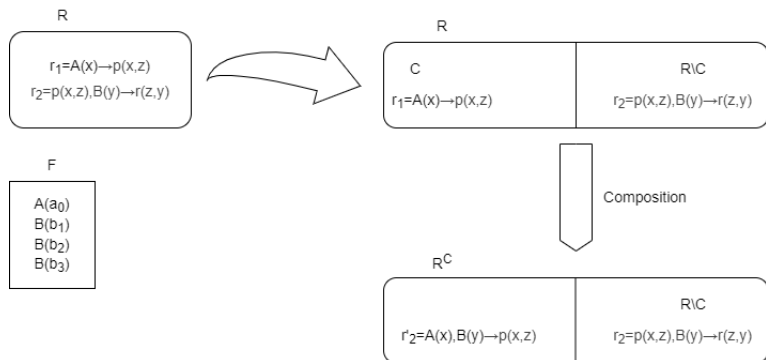 R
r₁=A(x)→p(x,z)
r₂=p(x,z),B(y)→r(z,y)
F
A(a₀)
B(b₁)
B(b₂)
B(b₃)
R
C
R\C
r₁=A(x)→p(x,z)
r₂=p(x,z),B(y)→r(z,y)
Composition
Rᶜ
R\C
r'₂=A(x),B(y)→p(x,z)
r₂=p(x,z),B(y)→r(z,y)